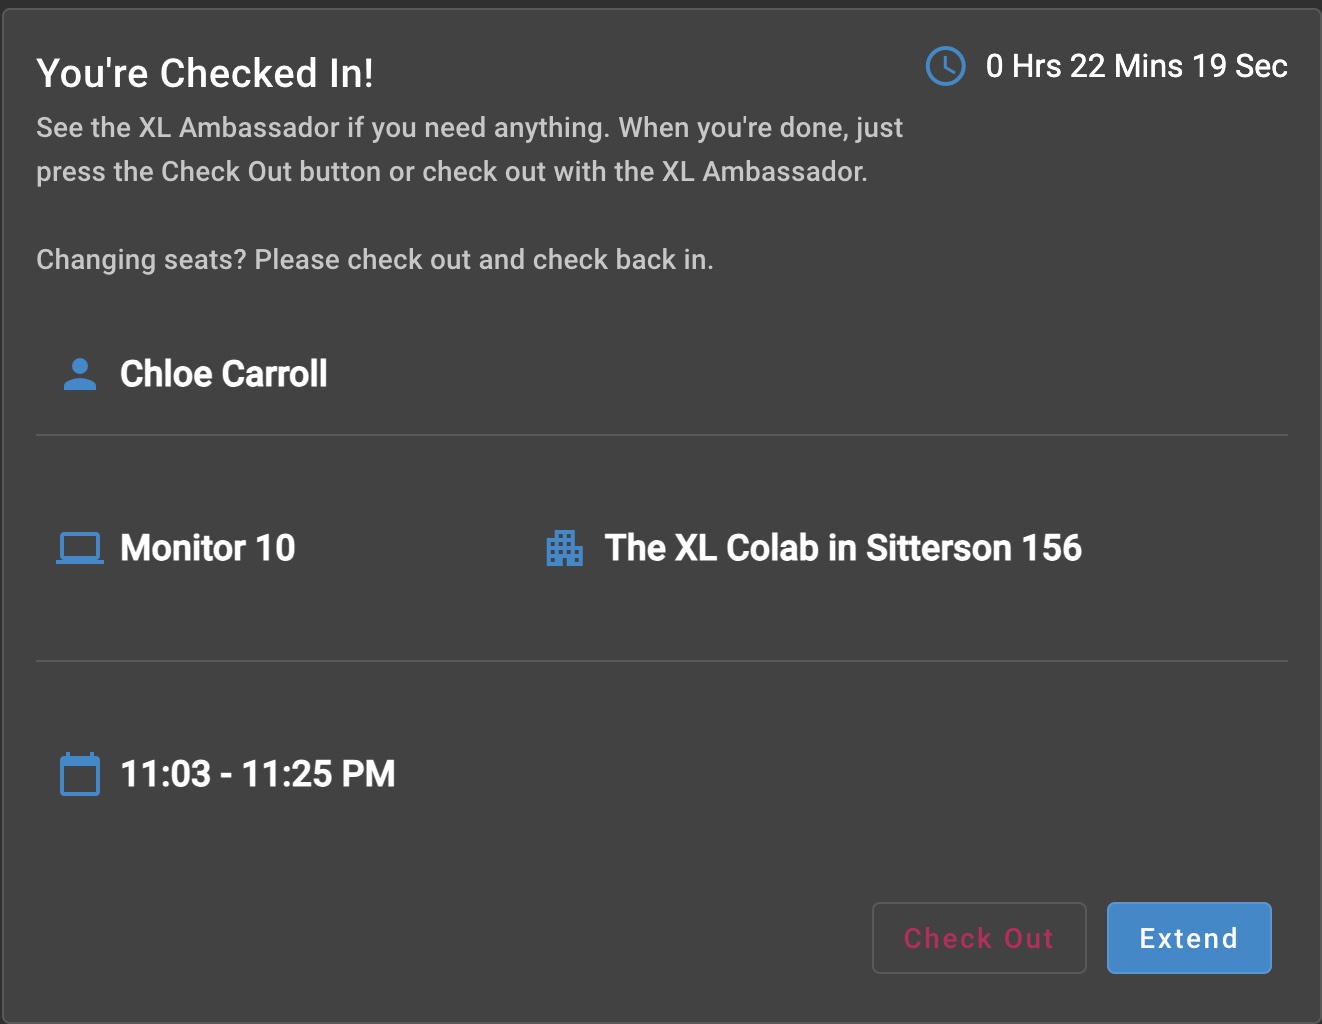 You're Checked In!
0 Hrs 22 Mins 19 Sec
See the XL Ambassador if you need anything. When you're done, just
press the Check Out button or check out with the XL Ambassador.
Changing seats? Please check out and check back in.
Chloe Carroll
Monitor 10
The XL Colab in Sitterson 156
11:03 - 11:25 PM
Check Out
Extend